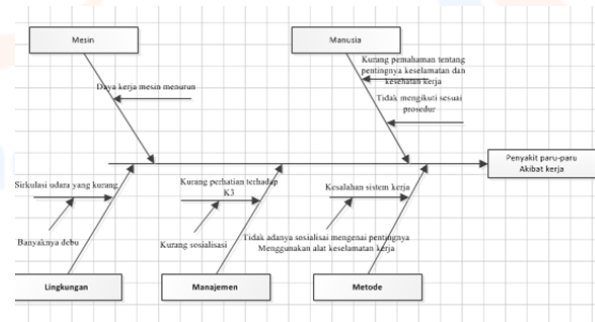 Mesin
Manusia
Kurang pemahaman tentang
pentingnya keselamatan dan
kesehatan kerja
Daya kerja mesin menurun
Tidak mengikuti sesuai
prosedur
Penyakit paru-paru
Akibat kerja
Sirkulasi udara yang kurang
Kurang perhatian terhadap
K3
Kesalahan sistem kerja
Banyaknya debu
Kurang sosialisasi
Tidak adanya sosialisai mengenai pentingnya
Menggunakan alat keselamatan kerja
Lingkungan
Manajemen
Metode